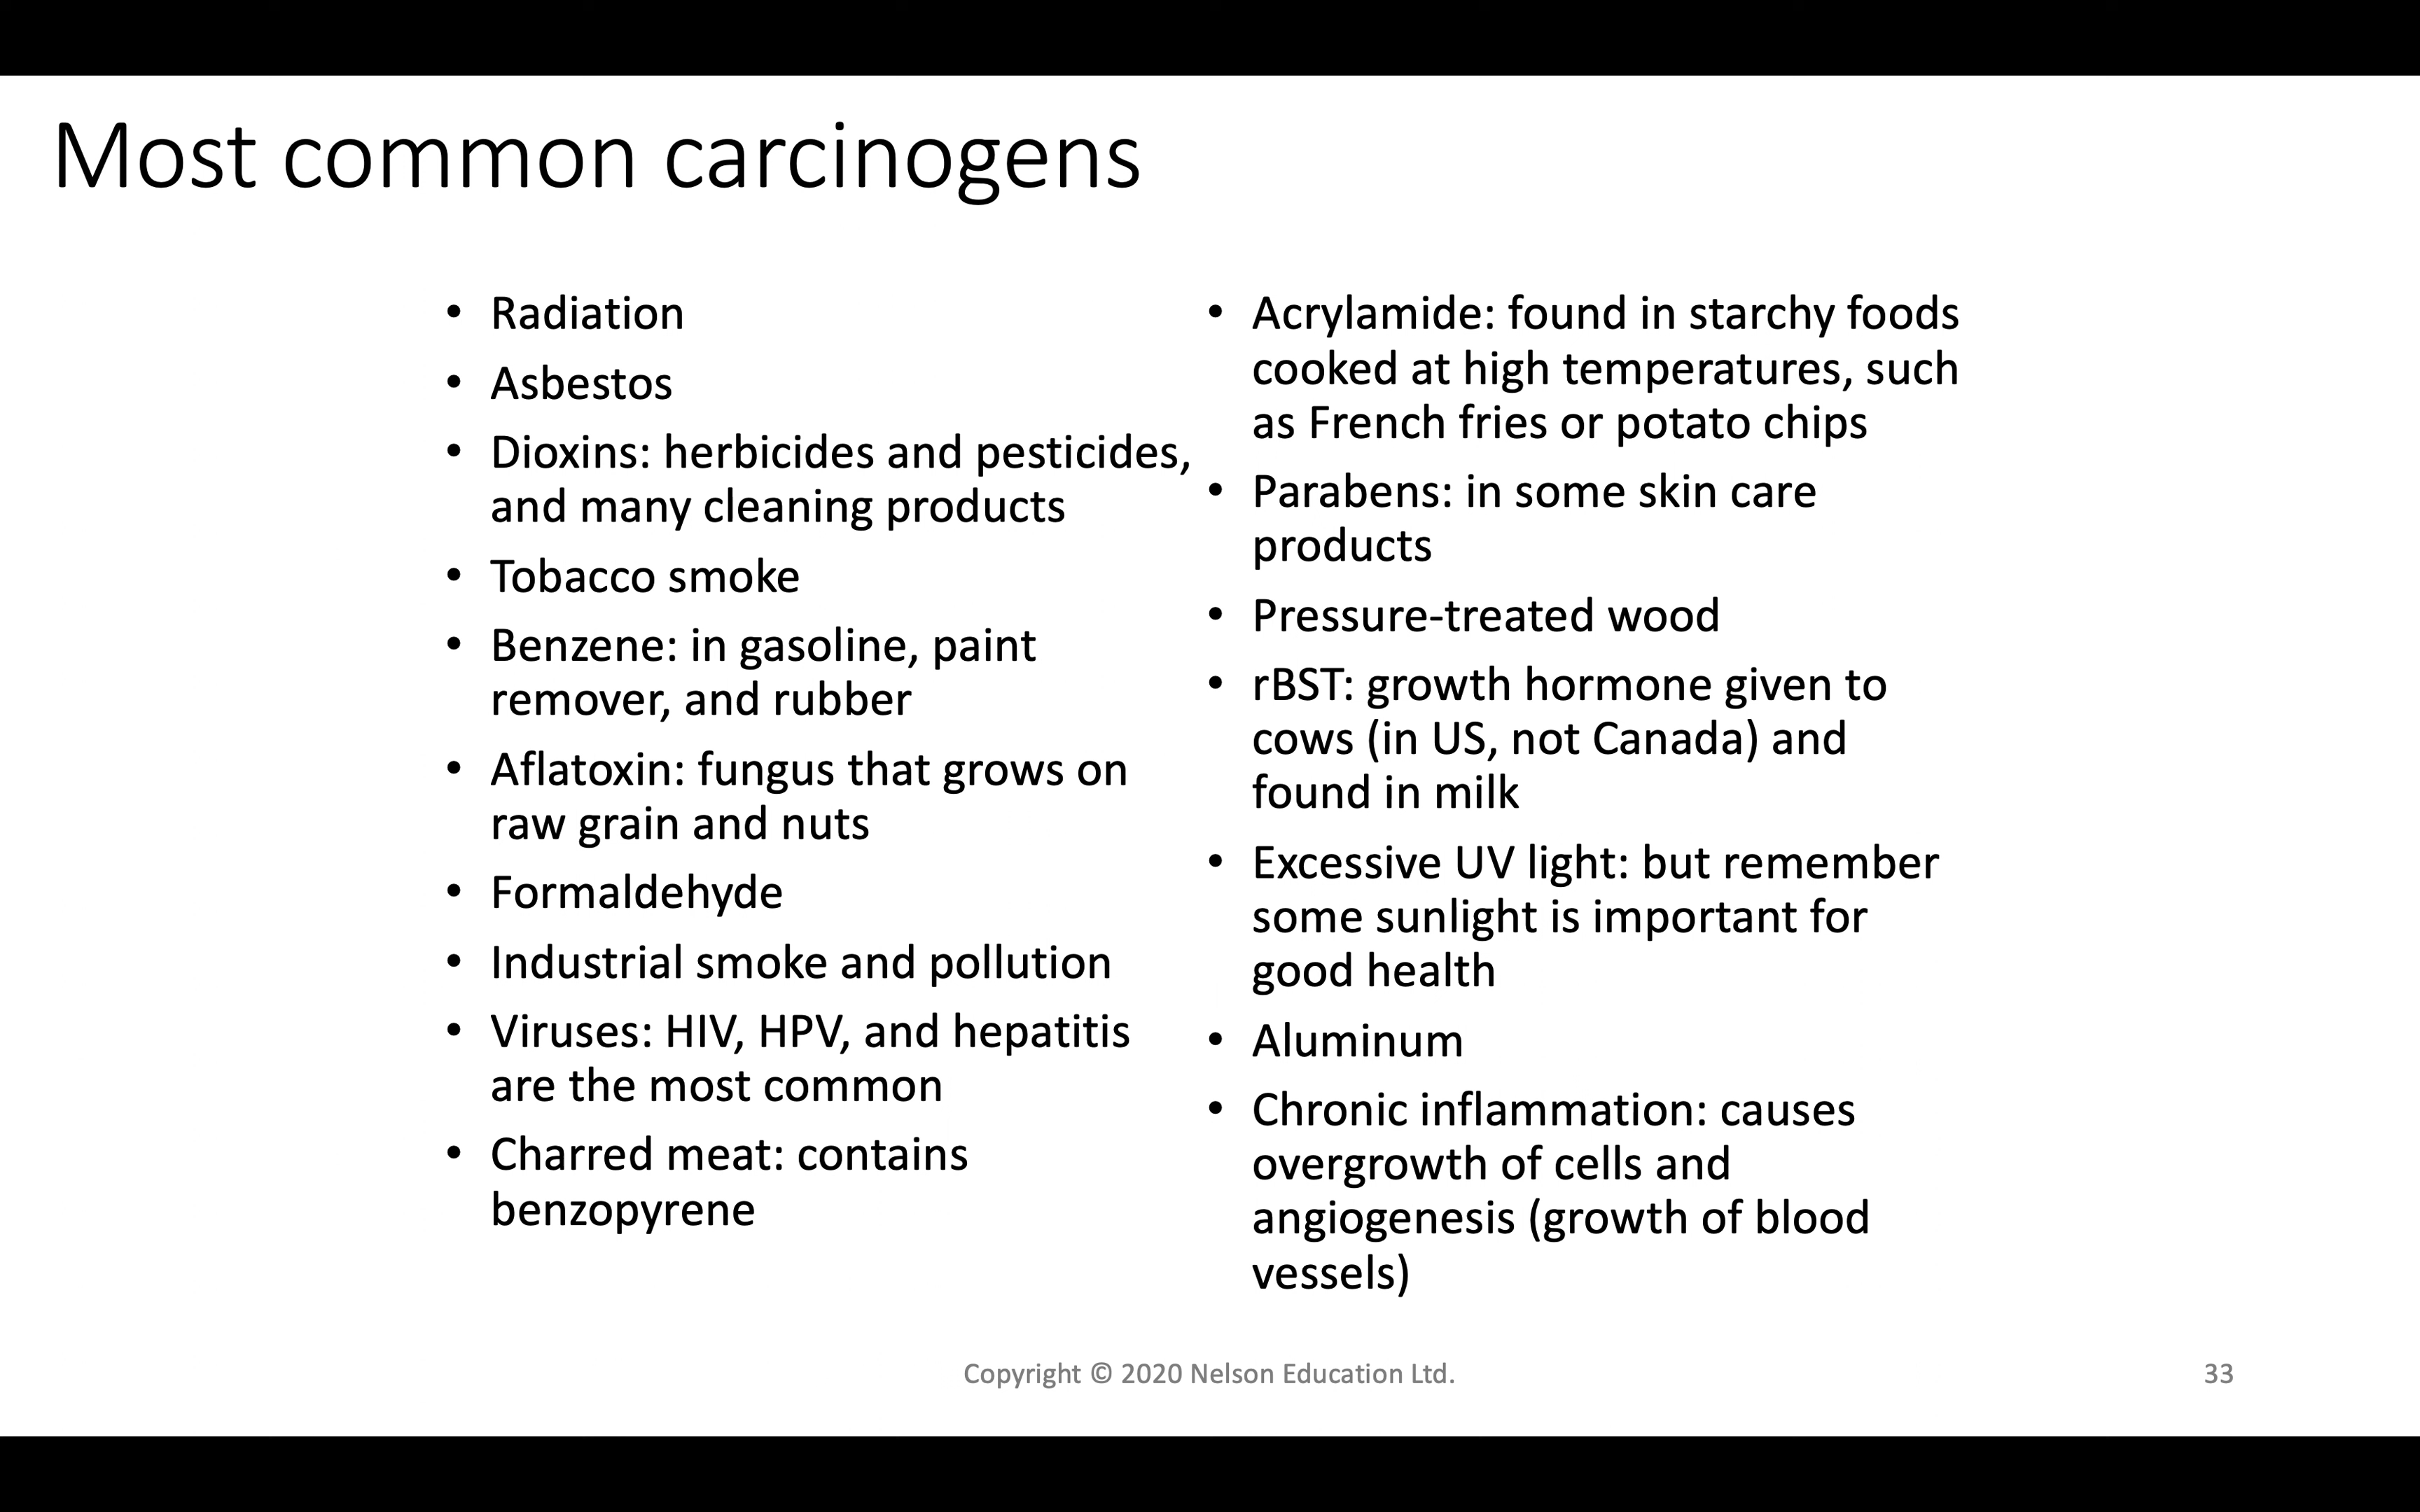 Most common carcinogens
• Radiation
• Asbestos
• Dioxins: herbicides and pesticides,
and many cleaning products
• Tobacco smoke
• Benzene: in gasoline, paint
remover, and rubber
• Aflatoxin: fungus that grows on
raw grain and nuts
• Formaldehyde
• Industrial smoke and pollution
• Viruses: HIV, HPV, and hepatitis
are the most common
• Charred meat: contains
benzopyrene
• Acrylamide: found in starchy foods
cooked at high temperatures, such
as French fries or potato chips
• Parabens: in some skin care
products
• Pressure-treated wood
• rBST: growth hormone given to
cows (in US, not Canada) and
found in milk
• Excessive UV light: but remember
some sunlight is important for
good health
• Aluminum
• Chronic inflammation: causes
overgrowth of cells and
angiogenesis (growth of blood
vessels)
Copyright © 2020 Nelson Education Ltd.
33